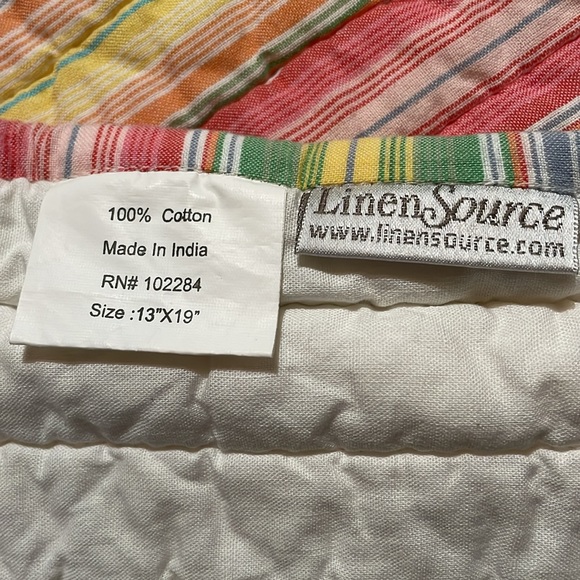 100% Cotton
Made In India
RN# 102284
Size :13"X19"
LinenSource
www.linensource.com